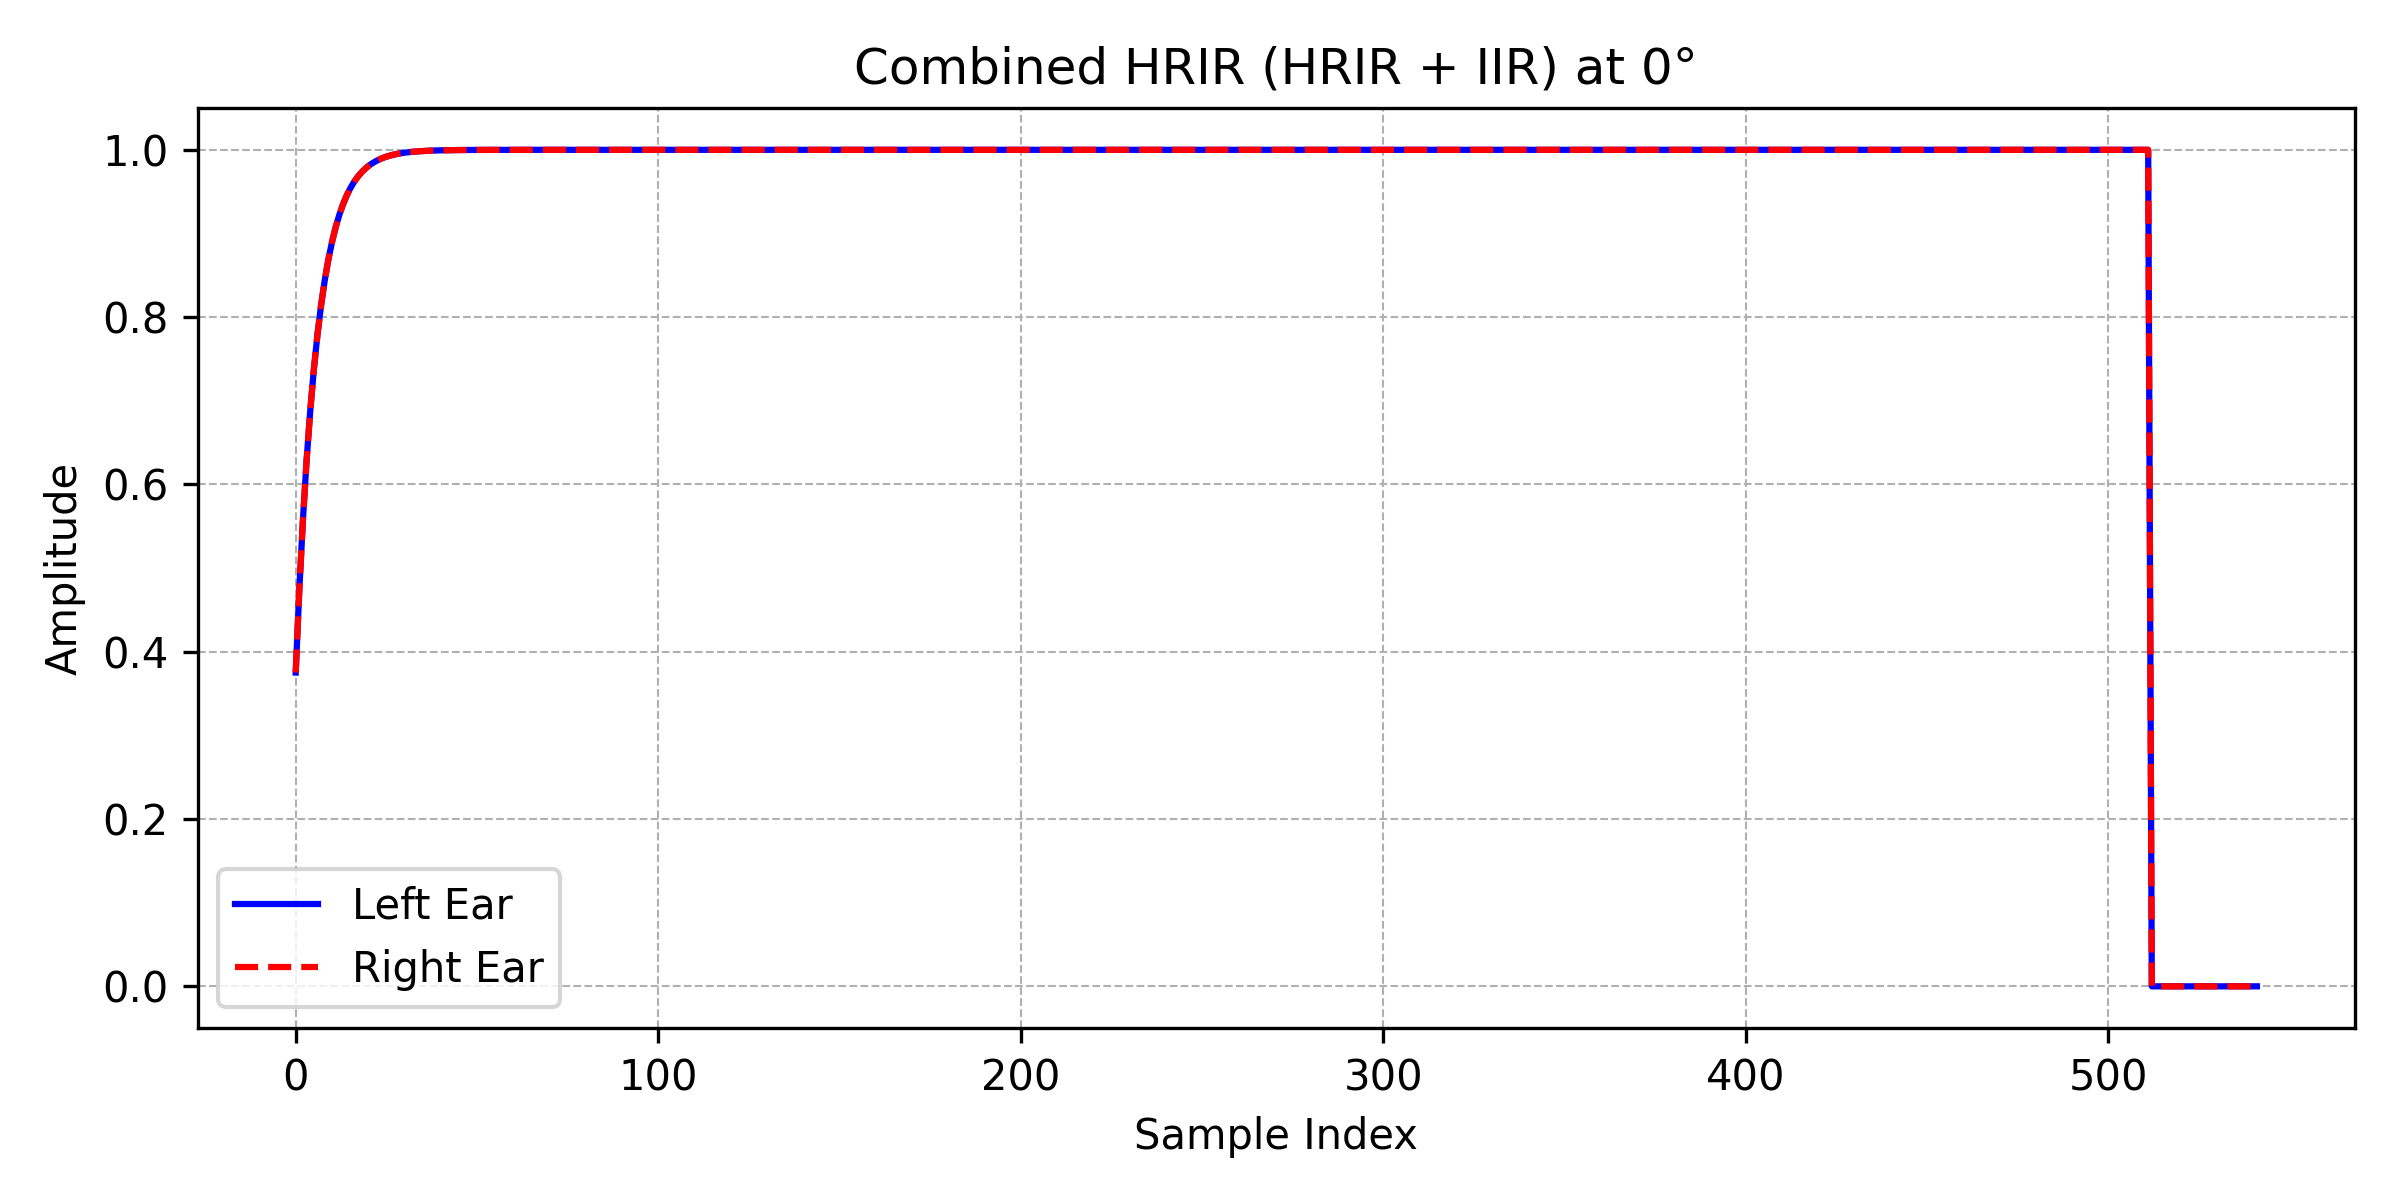 Combined HRIR (HRIR + IIR) at 0°
Amplitude
1.0
0.8
0.6
0.4
0.2
0.0
Left Ear
Right Ear
0 100 200 300 400 500
Sample Index